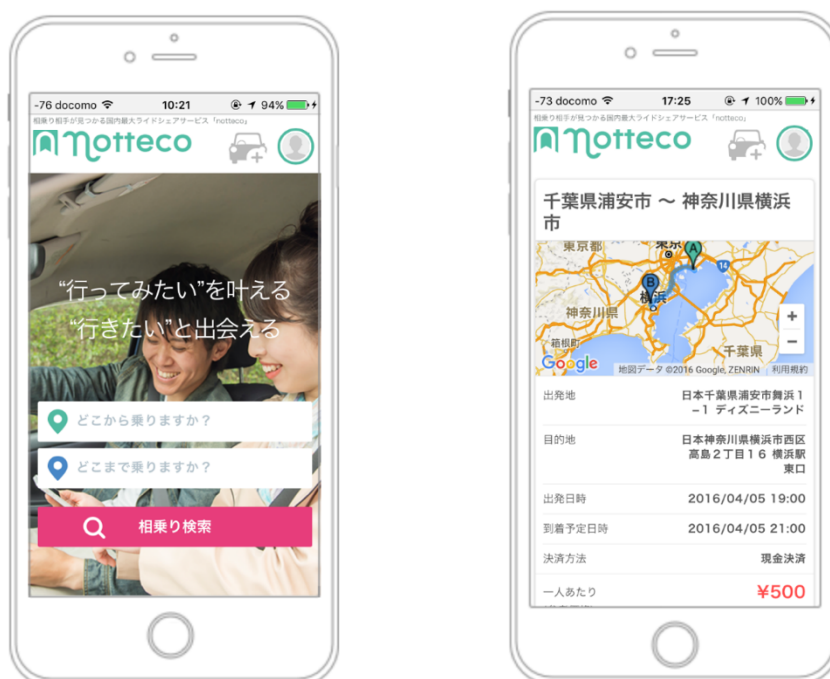 -76 docomo 10:21 94%
相乗り相手が見つかる国内最大ライドシェアサービス「notteco」
notteco
“行ってみたい”を叶える
“行きたい”と出会える
どこから乗りますか？
どこまで乗りますか？
相乗り検索
-73 docomo 17:25 100%
相乗り相手が見つかる国内最大ライドシェアサービス「notteco」
notteco
千葉県浦安市 〜 神奈川県横浜
市
東京都
東京
A
14
B
横浜
神奈川県
箱根町
千葉県
+
−
Google 地図データ ©2016 Google, ZENRIN 利用規約
出発地 日本千葉県浦安市舞浜１
−１ ディズニーランド
目的地 日本神奈川県横浜市西区
高島２丁目１６ 横浜駅
東口
出発日時 2016/04/05 19:00
到着予定日時 2016/04/05 21:00
決済方法 現金決済
一人あたり ¥500